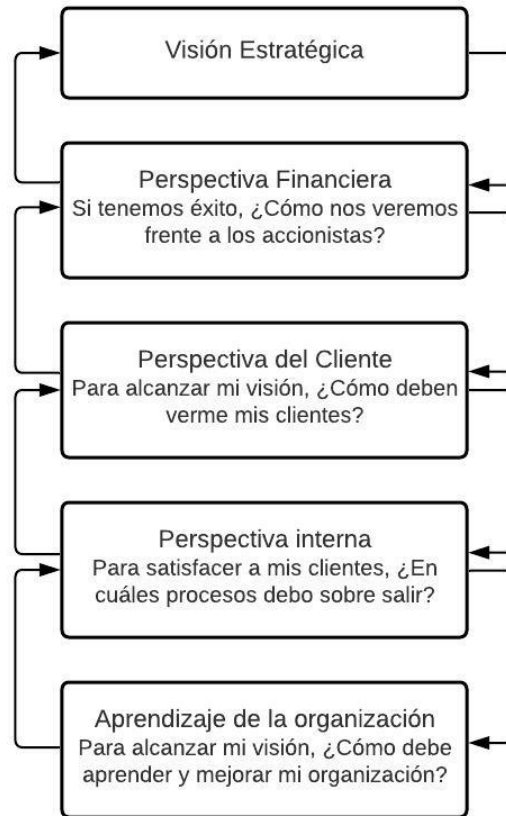 Visión Estratégica
Perspectiva Financiera
Si tenemos éxito, ¿Cómo nos veremos
frente a los accionistas?
Perspectiva del Cliente
Para alcanzar mi visión, ¿Cómo deben
verme mis clientes?
Perspectiva interna
Para satisfacer a mis clientes, ¿En
cuáles procesos debo sobre salir?
Aprendizaje de la organización
Para alcanzar mi visión, ¿Cómo debe
aprender y mejorar mi organización?